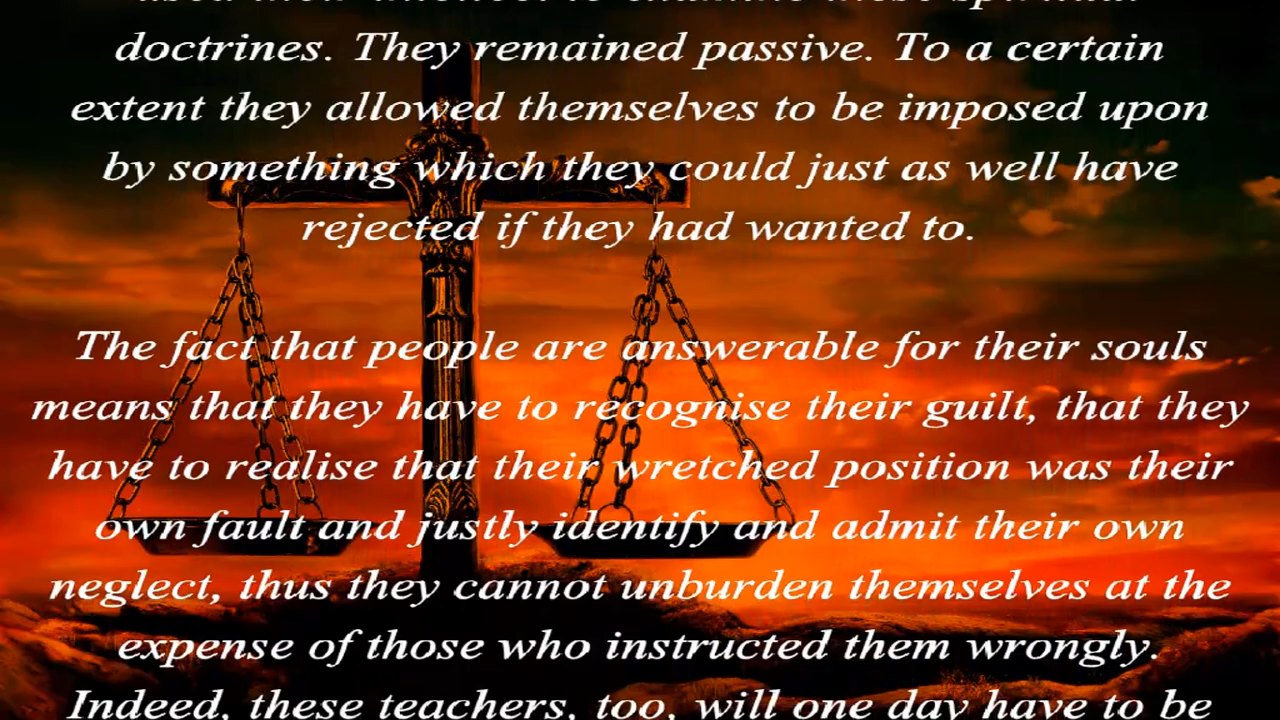 doctrines. They remained passive. To a certain
extent they allowed themselves to be imposed upon
by something which they could just as well have
rejected if they had wanted to.
The fact that people are answerable for their souls
means that they have to recognise their guilt, that they
have to realise that their wretched position was their
own fault and justly identify and admit their own
neglect, thus they cannot unburden themselves at the
expense of those who instructed them wrongly.
Indeed, these teachers, too, will one day have to be